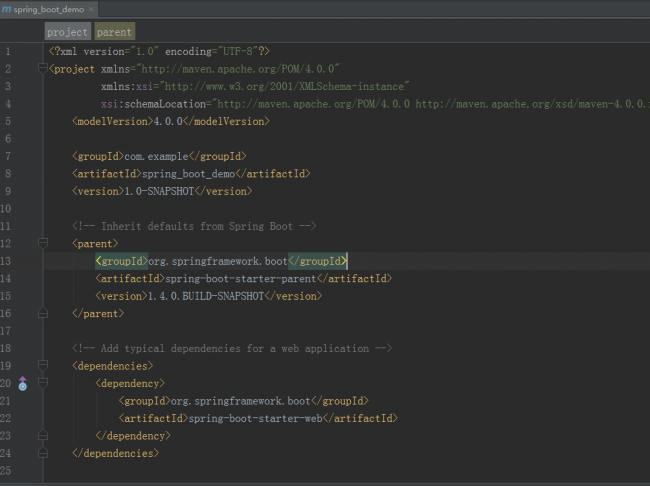 spring_boot_demo
project parent
1 <?xml version="1.0" encoding="UTF-8"?>
2 <project xmlns="http://maven.apache.org/POM/4.0.0"
3 xmlns:xsi="http://www.w3.org/2001/XMLSchema-instance"
4 xsi:schemaLocation="http://maven.apache.org/POM/4.0.0 http://maven.apache.org/xsd/maven-4.0.0.
5 <modelVersion>4.0.0</modelVersion>
6
7 <groupId>com.example</groupId>
8 <artifactId>spring_boot_demo</artifactId>
9 <version>1.0-SNAPSHOT</version>
10
11 <!-- Inherit defaults from Spring Boot -->
12 <parent>
13 <groupId>org.springframework.boot</groupId>
14 <artifactId>spring-boot-starter-parent</artifactId>
15 <version>1.4.0.BUILD-SNAPSHOT</version>
16 </parent>
17
18 <!-- Add typical dependencies for a web application -->
19 <dependencies>
20 <dependency>
21 <groupId>org.springframework.boot</groupId>
22 <artifactId>spring-boot-starter-web</artifactId>
23 </dependency>
24 </dependencies>
25